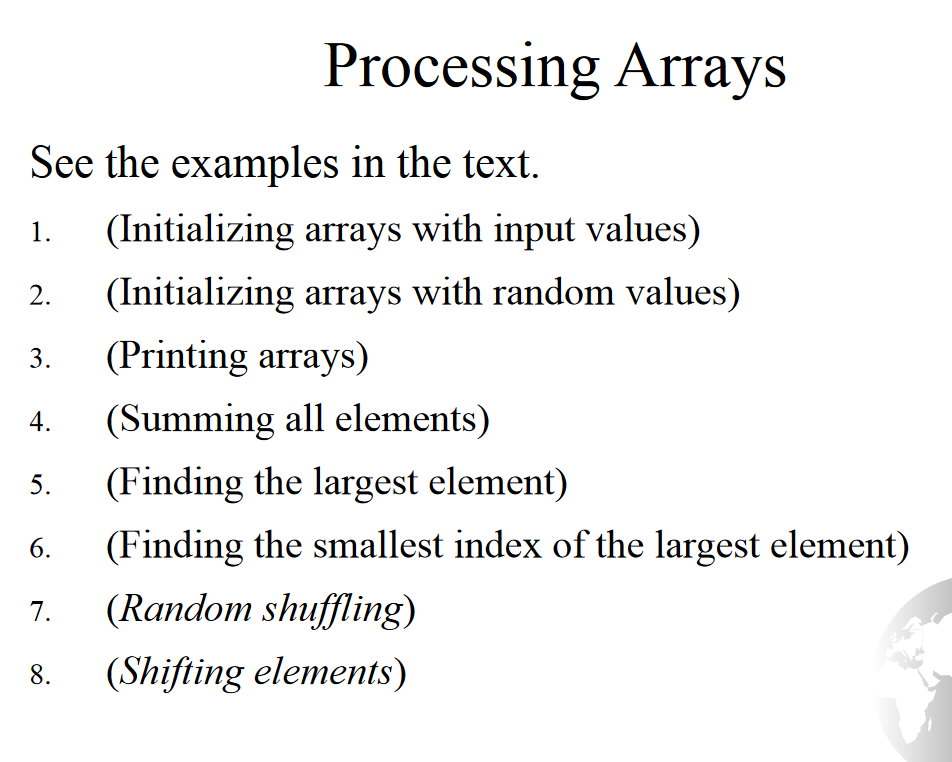 Processing Arrays
See the examples in the text.
1. (Initializing arrays with input values)
2. (Initializing arrays with random values)
3. (Printing arrays)
4. (Summing all elements)
5. (Finding the largest element)
6. (Finding the smallest index of the largest element)
7. (Random shuffling)
8. (Shifting elements)